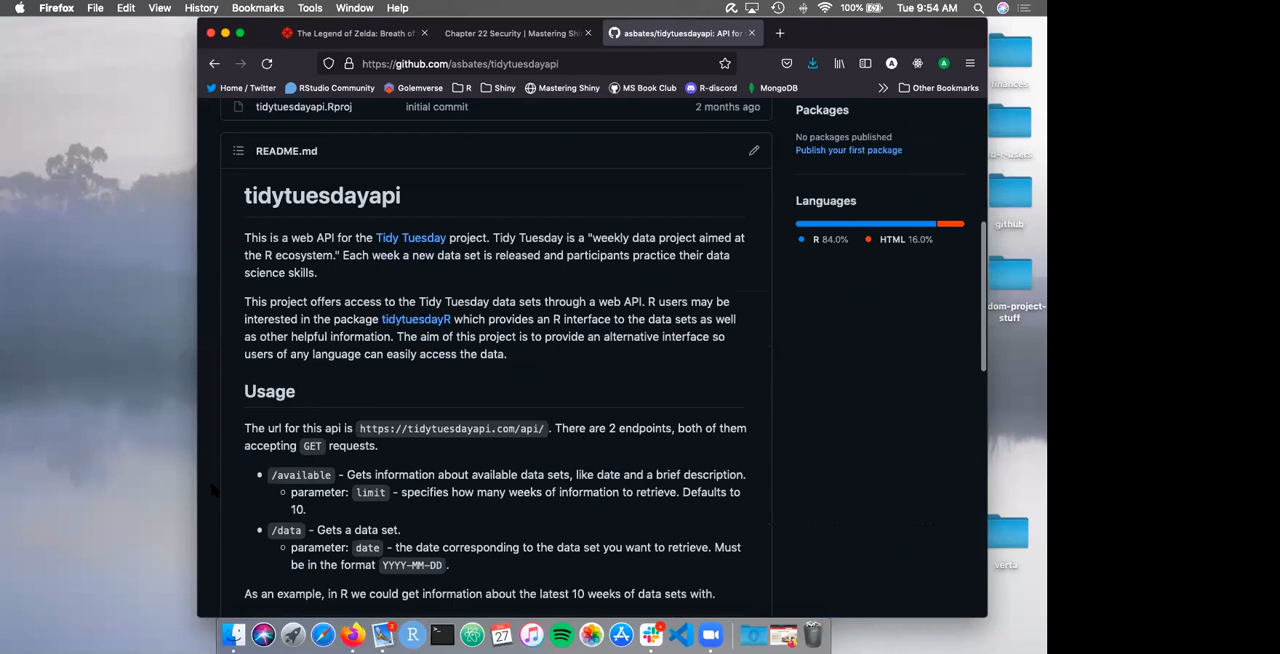 Firefox File Edit View History Bookmarks Tools Window Help 100% Tue 9:54 AM
The Legend of Zelda: Breath of Chapter 22 Security | Mastering Shi asbates/tidytuesdayapi: API for
https://github.com/asbates/tidytuesdayapi
Home / Twitter RStudio Community Golemverse R Shiny Mastering Shiny MS Book Club R-discord MongoDB Other Bookmarks
finances
tidytuesdayapi.Rproj initial commit 2 months ago
Packages
No packages published
Publish your first package
README.md
d-r-users
tidytuesdayapi
Languages
R 84.0% HTML 16.0%
github
This is a web API for the Tidy Tuesday project. Tidy Tuesday is a "weekly data project aimed at
the R ecosystem." Each week a new data set is released and participants practice their data
science skills.
This project offers access to the Tidy Tuesday data sets through a web API. R users may be
interested in the package tidytuesdayR which provides an R interface to the data sets as well
as other helpful information. The aim of this project is to provide an alternative interface so
users of any language can easily access the data.
dom-project-
stuff
Usage
The url for this api is https://tidytuesdayapi.com/api/ . There are 2 endpoints, both of them
accepting GET requests.
/available - Gets information about available data sets, like date and a brief description.
parameter: limit - specifies how many weeks of information to retrieve. Defaults to
10.
/data - Gets a data set.
parameter: date - the date corresponding to the data set you want to retrieve. Must
be in the format YYYY-MM-DD .
verta
As an example, in R we could get information about the latest 10 weeks of data sets with.
2
R
27
2